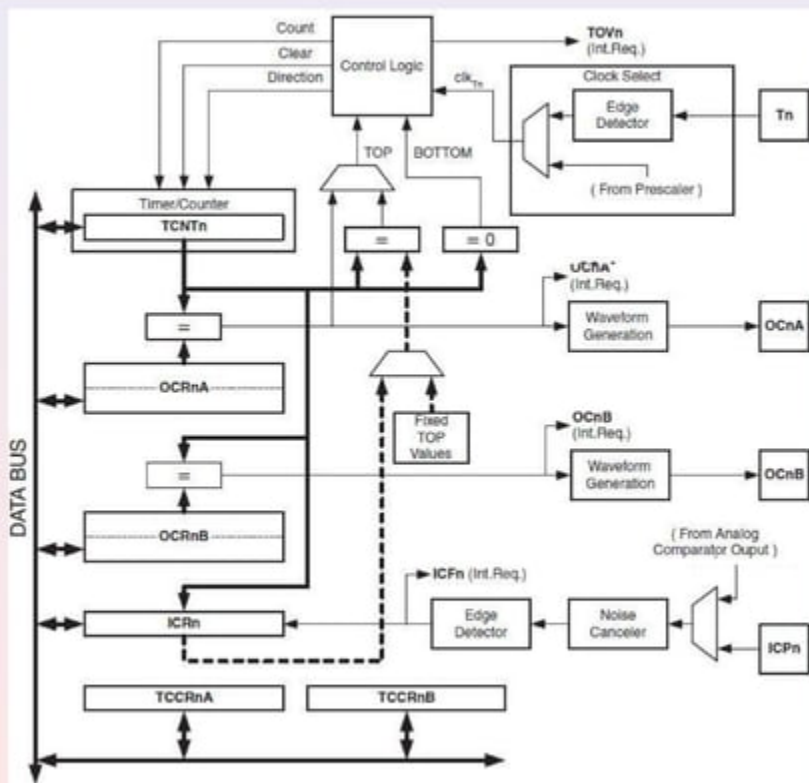 Count
Clear
Direction
Control Logic
TOVn
(Int.Req.)
clkTn
Clock Select
Edge
Detector
Tn
( From Prescaler )
TOP
BOTTOM
Timer/Counter
TCNTn
=
= 0
(Int.Req.)
=
Waveform
Generation
OCnA
OCRnA
Fixed
TOP
Values
OCnB
(Int.Req.)
=
Waveform
Generation
OCnB
DATA BUS
OCRnB
( From Analog
Comparator Ouput )
ICFn (Int.Req.)
ICRn
Edge
Detector
Noise
Canceler
ICPn
TCCRnA
TCCRnB